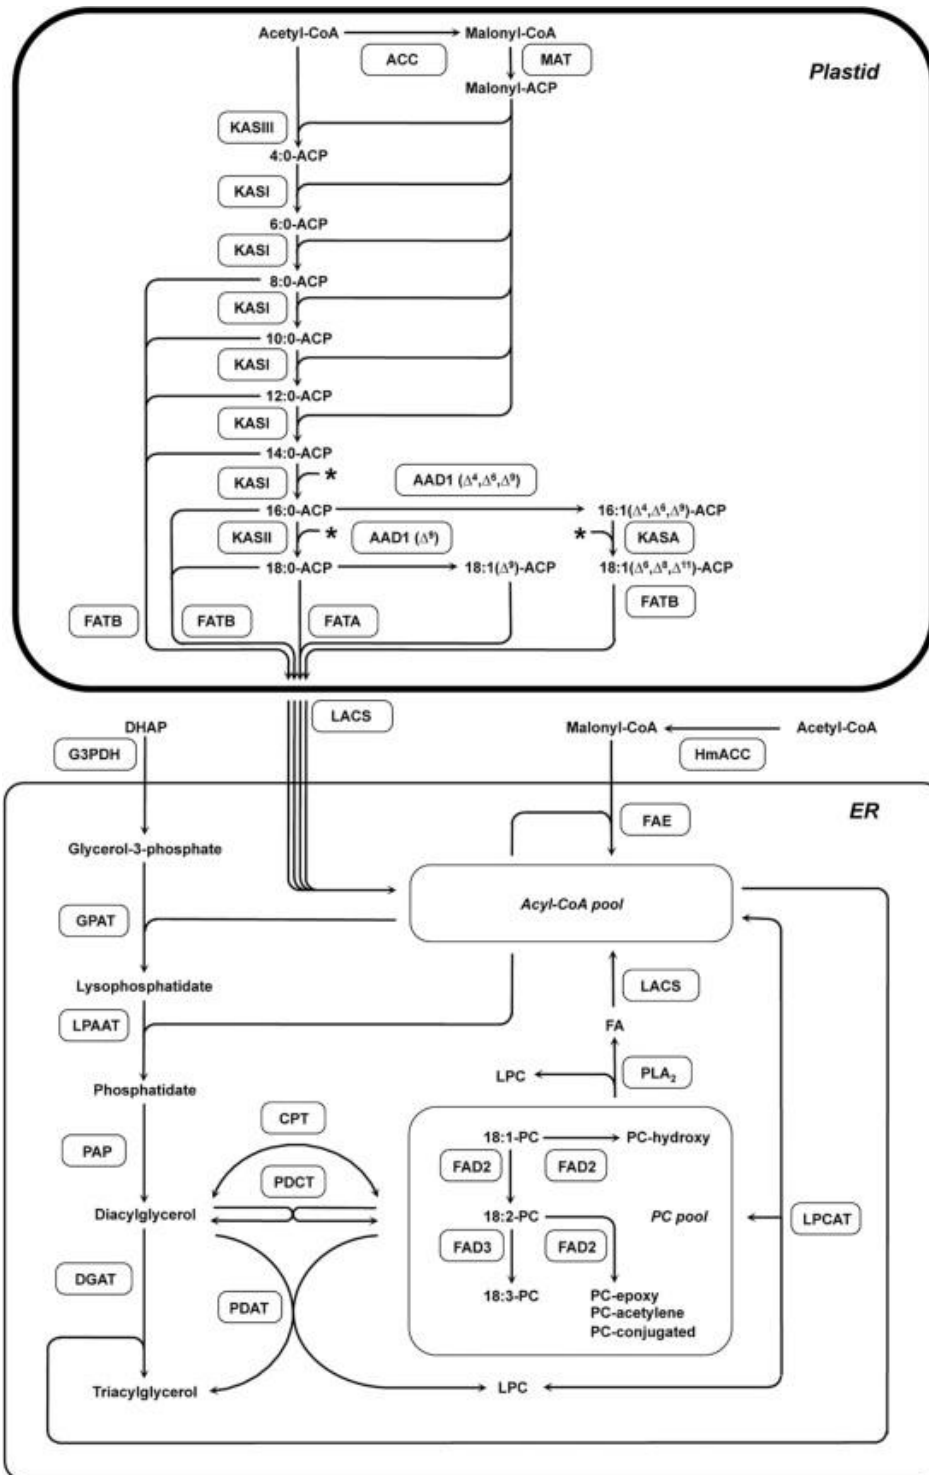 Acetyl-CoA Malonyl-CoA
ACC MAT
Plastid
Malonyl-ACP
KASIII
4:0-ACP
KASI
6:0-ACP
KASI
8:0-ACP
KASI
10:0-ACP
KASI
12:0-ACP
KASI
14:0-ACP
KASI * AAD1 (Δ⁴,Δ⁶,Δ⁹)
16:0-ACP 16:1(Δ⁴,Δ⁶,Δ⁹)-ACP
KASII * AAD1 (Δ⁹) * KASA
18:0-ACP 18:1(Δ⁹)-ACP 18:1(Δ⁶,Δ⁸,Δ¹¹)-ACP
FATB
FATB FATB FATA
LACS
DHAP Malonyl-CoA Acetyl-CoA
G3PDH HmACC
ER
FAE
Glycerol-3-phosphate
Acyl-CoA pool
GPAT
Lysophosphatidate LACS
LPAAT FA
Phosphatidate LPC PLA₂
CPT
18:1-PC PC-hydroxy
PAP FAD2 FAD2
PDCT
Diacylglycerol 18:2-PC PC pool LPCAT
FAD3 FAD2
DGAT
PDAT 18:3-PC PC-epoxy
PC-acetylene
PC-conjugated
Triacylglycerol LPC